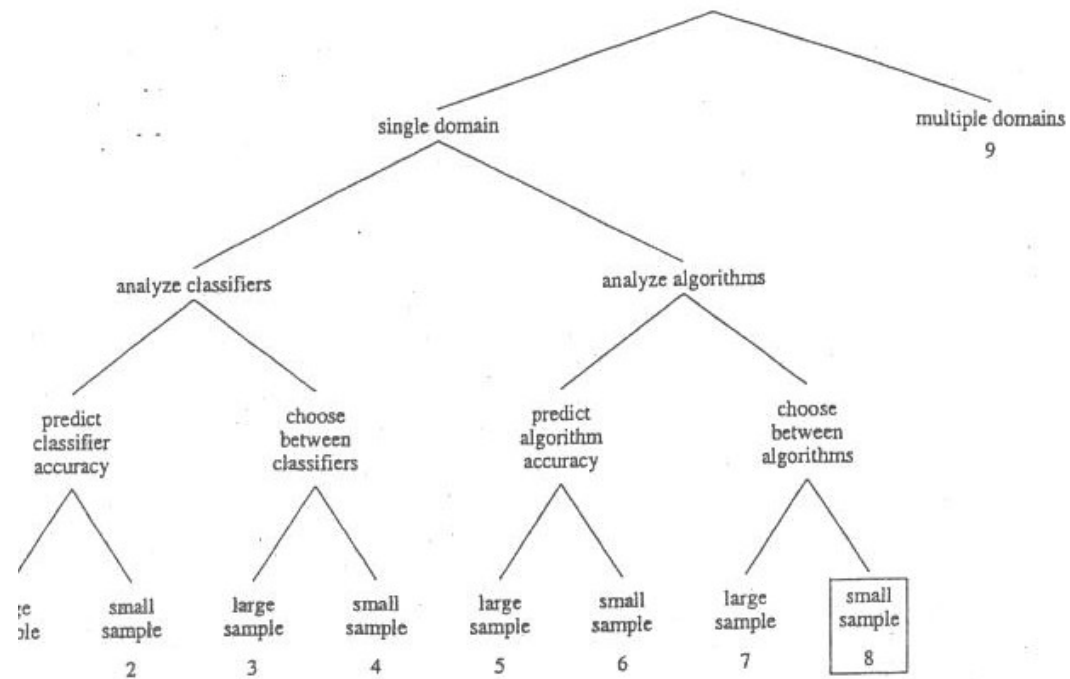 single domain
multiple domains
9
analyze classifiers
analyze algorithms
predict
classifier
accuracy
choose
between
classifiers
predict
algorithm
accuracy
choose
between
algorithms
small
sample
2
large
sample
3
small
sample
4
large
sample
5
small
sample
6
large
sample
7
small
sample
8